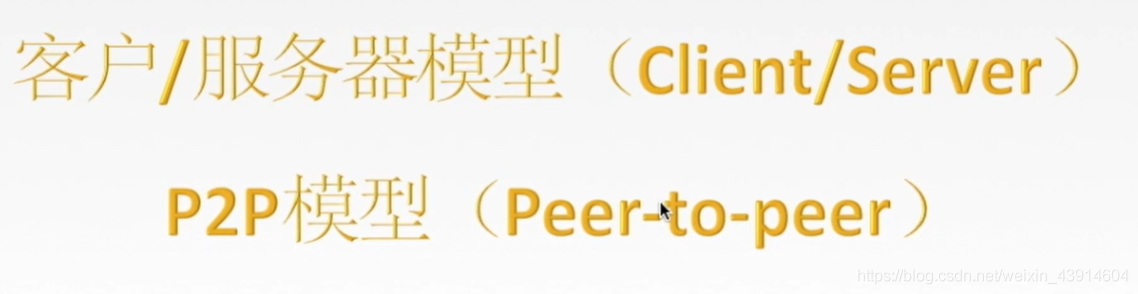 客户/服务器模型（Client/Server）
P2P模型（Peer-to-peer）
https://blog.csdn.net/weixin_43914604